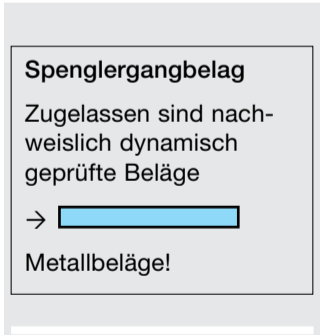 Spenglergangbelag
Zugelassen sind nach-
weislich dynamisch
geprüfte Beläge
→
Metallbeläge!